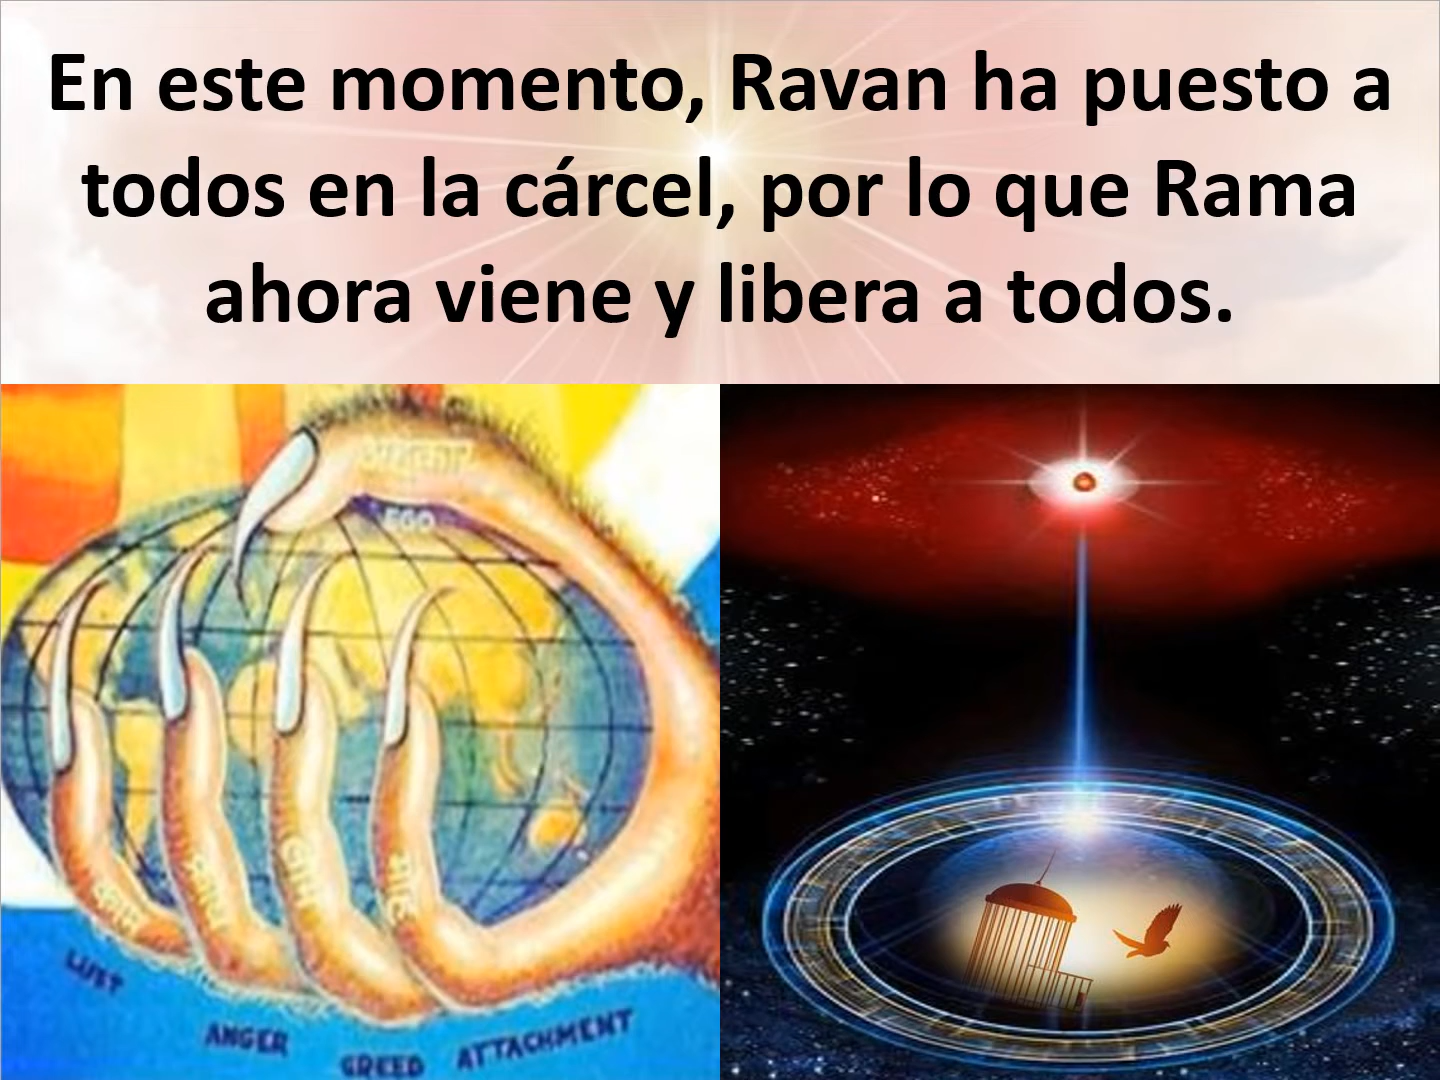 En este momento, Ravan ha puesto a
todos en la cárcel, por lo que Rama
ahora viene y libera a todos.
अहंकार
EGO
काम
क्रोध
लोभ
मोह
LUST
ANGER
GREED
ATTACHMENT